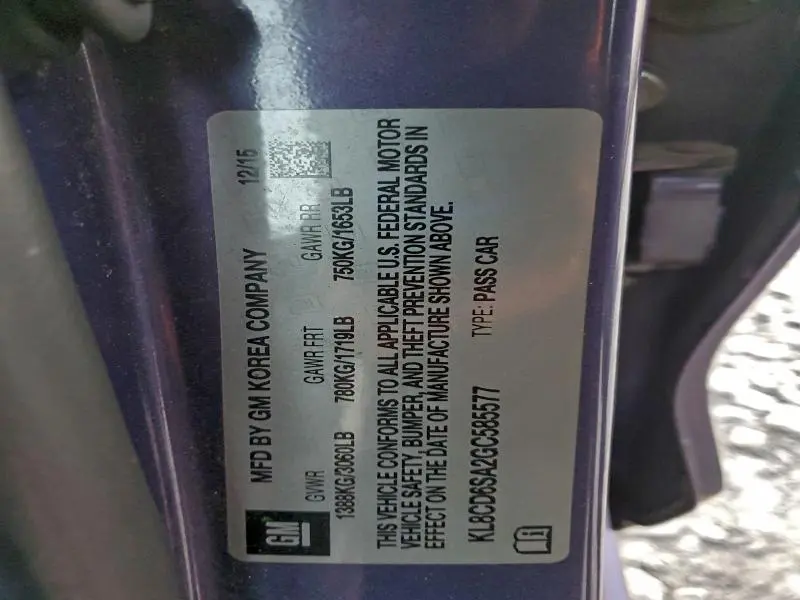 MFD BY GM KOREA COMPANY 12/15
GVWR GAWR FRT GAWR RR
1388KG/3060LB 780KG/1719LB 750KG/1653LB
THIS VEHICLE CONFORMS TO ALL APPLICABLE U.S. FEDERAL MOTOR
VEHICLE SAFETY, BUMPER, AND THEFT PREVENTION STANDARDS IN
EFFECT ON THE DATE OF MANUFACTURE SHOWN ABOVE.
KL8CD6SA2GC585577 TYPE: PASS CAR
GM